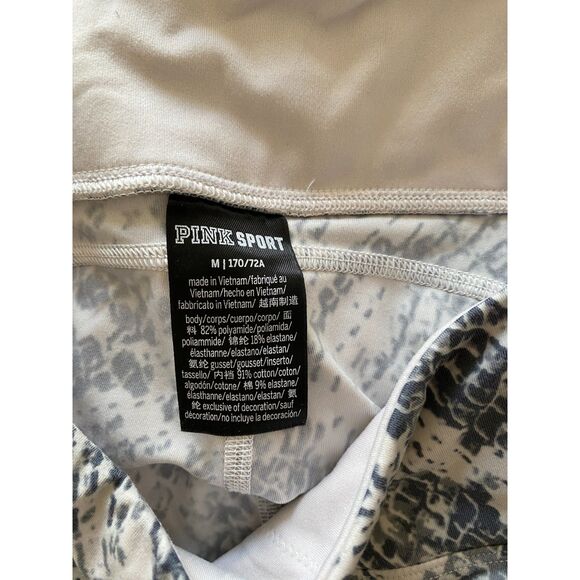 PINK SPORT
M | 170/72A
made in Vietnam/fabriqué au
Vietnam/hecho en Vietnam/
fabbricato in Vietnam/ 越南制造
body/corps/cuerpo/corpo/ 面
料 82% polyamide/poliamida/
poliammide/ 锦纶 18% elastane/
élasthanne/elastano/elastan/
氨纶 gusset/gousset/inserto/
tassello/ 内裆 91% cotton/coton/
algodón/cotone/ 棉 9% elastane/
élasthanne/elastano/elastan/ 氨
纶 exclusive of decoration/sauf
décoration/no incluye la decoración/